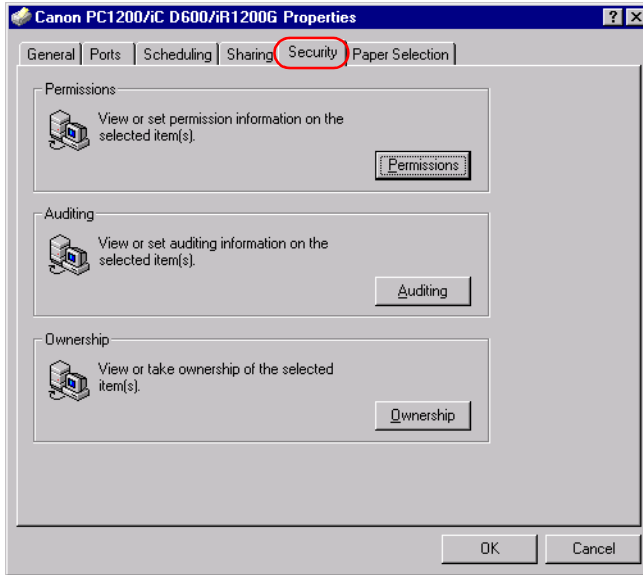 Canon PC1200/iC D600/iR1200G Properties
General Ports Scheduling Sharing Security Paper Selection
Permissions
View or set permission information on the
selected item(s).
Permissions
Auditing
View or set auditing information on the
selected item(s).
Auditing
Ownership
View or take ownership of the selected
item(s).
Ownership
OK Cancel